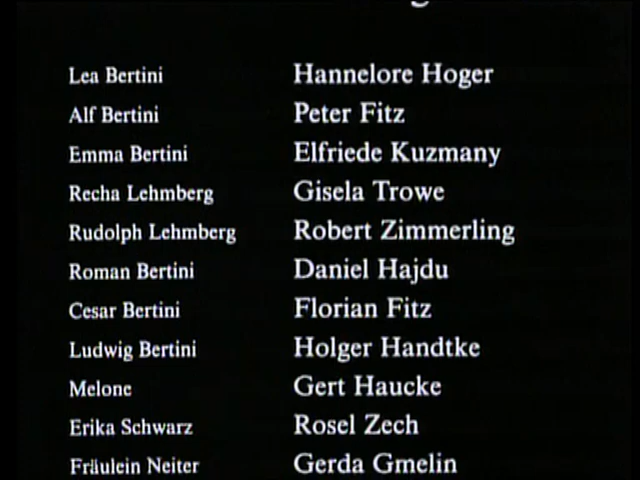 Lea Bertini Hannelore Hoger
Alf Bertini Peter Fitz
Emma Bertini Elfriede Kuzmany
Recha Lehmberg Gisela Trowe
Rudolph Lehmberg Robert Zimmerling
Roman Bertini Daniel Hajdu
Cesar Bertini Florian Fitz
Ludwig Bertini Holger Handtke
Melone Gert Haucke
Erika Schwarz Rosel Zech
Fräulein Neiter Gerda Gmelin